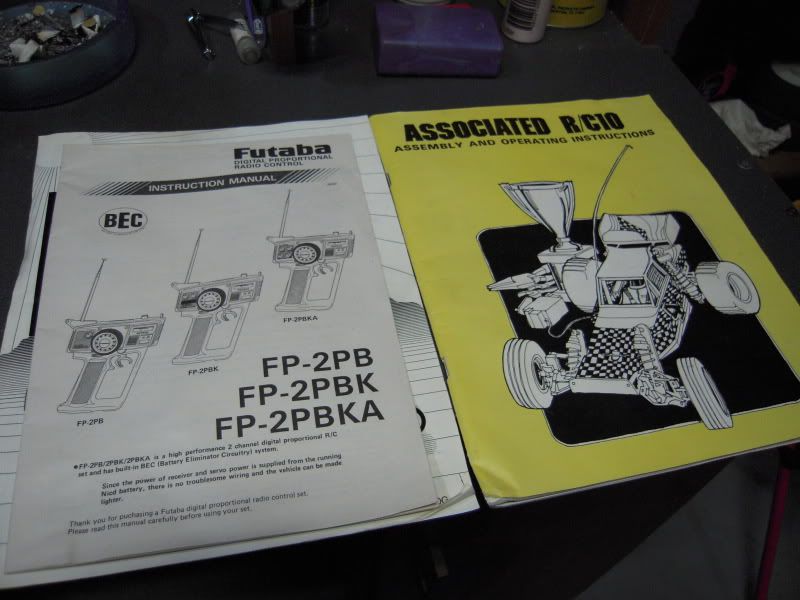 Futaba
DIGITAL PROPORTIONAL
RADIO CONTROL
INSTRUCTION MANUAL
BEC
FP-2PBKA
FP-2PBK
FP-2PB
FP-2PB
FP-2PBK
FP-2PBKA
●FP-2PB/2PBK/2PBKA is a high performance 2 channel digital proportional R/C
set and has built-in BEC (Battery Eliminator Circuitry) system.
Since the power of receiver and servo power is supplied from the running
Nicd battery, there is no troublesome wiring and the vehicle can be made
lighter.
Thank you for puchasing a Futaba digital proportional radio control set.
Please read this manual carefully before using your set.
ASSOCIATED R/C10
ASSEMBLY AND OPERATING INSTRUCTIONS